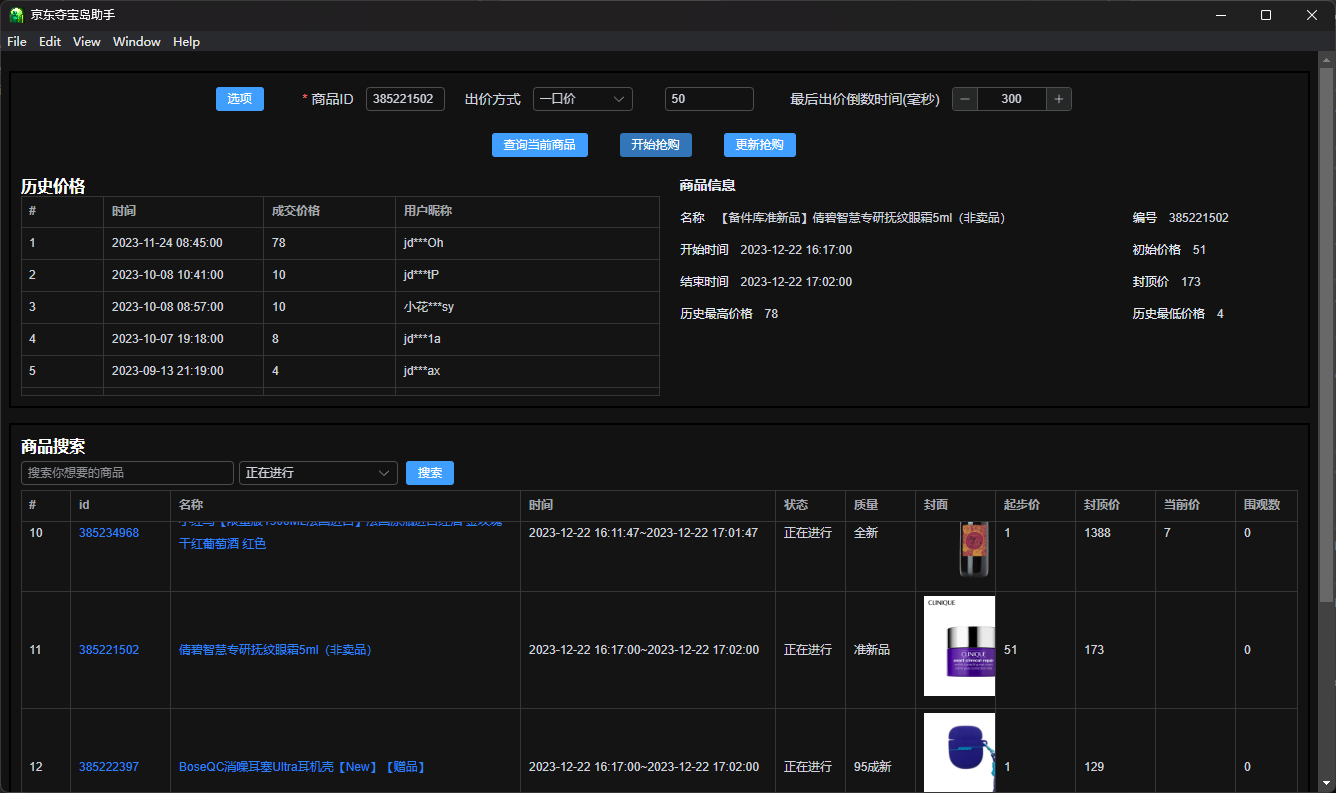 京东夺宝岛助手
File Edit View Window Help
选项 * 商品ID 385221502 出价方式 一口价 50 最后出价倒数时间(毫秒) 300
查询当前商品 开始抢购 更新抢购
历史价格
# 时间 成交价格 用户昵称
1 2023-11-24 08:45:00 78 jd***Oh
2 2023-10-08 10:41:00 10 jd***tP
3 2023-10-08 08:57:00 10 小花***sy
4 2023-10-07 19:18:00 8 jd***1a
5 2023-09-13 21:19:00 4 jd***ax
商品信息
名称 【备件库准新品】倩碧智慧专研抚纹眼霜5ml（非卖品） 编号 385221502
开始时间 2023-12-22 16:17:00 初始价格 51
结束时间 2023-12-22 17:02:00 封顶价 173
历史最高价格 78 历史最低价格 4
商品搜索
搜索你想要的商品 正在进行 搜索
# id 名称 时间 状态 质量 封面 起步价 封顶价 当前价 围观数
10 385234968 2023-12-22 16:11:47~2023-12-22 17:01:47 正在进行 全新 1 1388 7 0
干红葡萄酒 红色
CLINIQUE
11 385221502 倩碧智慧专研抚纹眼霜5ml（非卖品） 2023-12-22 16:17:00~2023-12-22 17:02:00 正在进行 准新品 51 173 0
CLINIQUE
12 385222397 BoseQC消噪耳塞Ultra耳机壳【New】【赠品】 2023-12-22 16:17:00~2023-12-22 17:02:00 正在进行 95成新 1 129 0